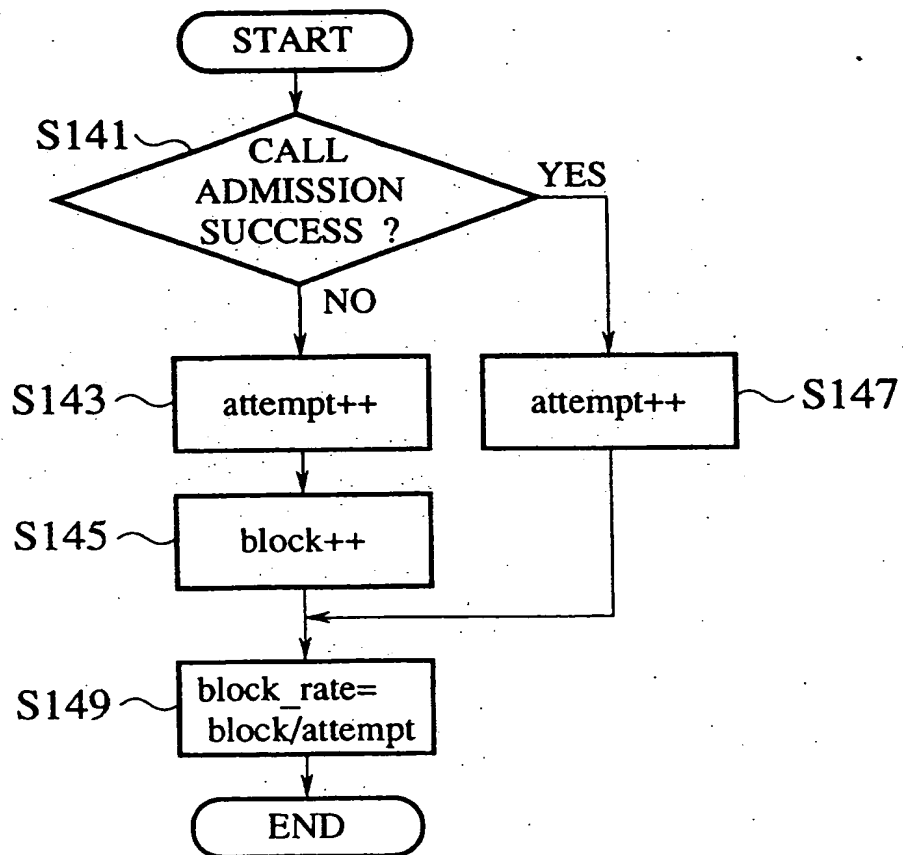 START
S141
CALL
ADMISSION
SUCCESS ?
YES
NO
S143
attempt++
attempt++
S147
S145
block++
S149
block_rate=
block/attempt
END